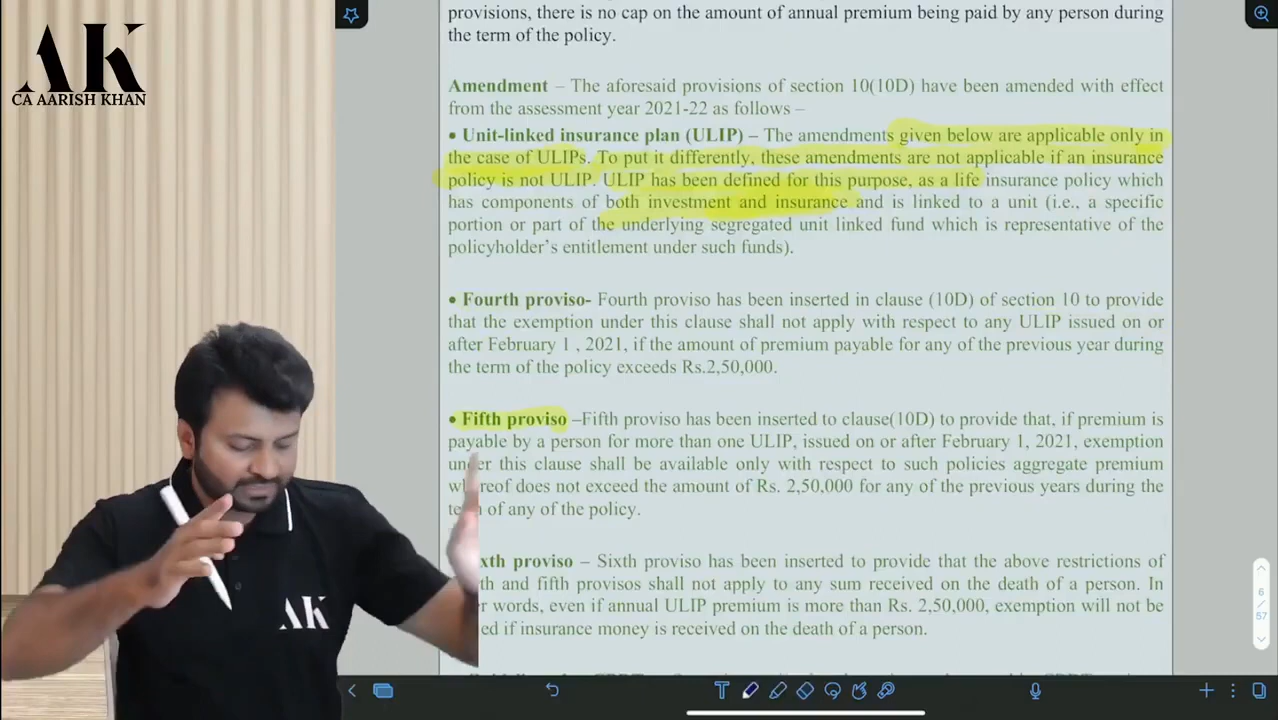 AK
CA AARISH KHAN
provisions, there is no cap on the amount of annual premium being paid by any person during
the term of the policy.
Amendment – The aforesaid provisions of section 10(10D) have been amended with effect
from the assessment year 2021-22 as follows –
• Unit-linked insurance plan (ULIP) – The amendments given below are applicable only in
the case of ULIPs. To put it differently, these amendments are not applicable if an insurance
policy is not ULIP. ULIP has been defined for this purpose, as a life insurance policy which
has components of both investment and insurance and is linked to a unit (i.e., a specific
portion or part of the underlying segregated unit linked fund which is representative of the
policyholder's entitlement under such funds).
• Fourth proviso- Fourth proviso has been inserted in clause (10D) of section 10 to provide
that the exemption under this clause shall not apply with respect to any ULIP issued on or
after February 1 , 2021, if the amount of premium payable for any of the previous year during
the term of the policy exceeds Rs.2,50,000.
• Fifth proviso –Fifth proviso has been inserted to clause(10D) to provide that, if premium is
payable by a person for more than one ULIP, issued on or after February 1, 2021, exemption
under this clause shall be available only with respect to such policies aggregate premium
whereof does not exceed the amount of Rs. 2,50,000 for any of the previous years during the
term of any of the policy.
xth proviso – Sixth proviso has been inserted to provide that the above restrictions of
th and fifth provisos shall not apply to any sum received on the death of a person. In
r words, even if annual ULIP premium is more than Rs. 2,50,000, exemption will not be
ed if insurance money is received on the death of a person.
AK
6
/
57
T